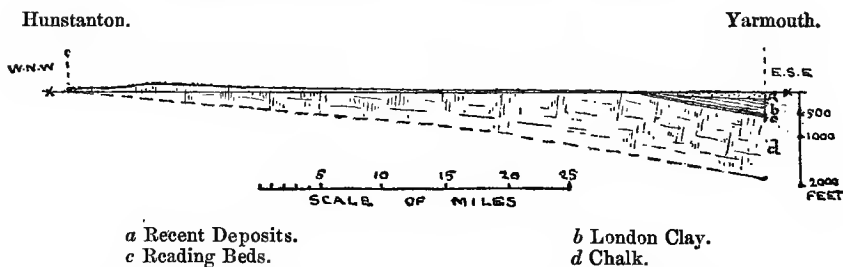 Hunstanton. Yarmouth.
W.N.W E.S.E
a
b
c
500
d
1000
2000
FEET
5 10 15 20 25
SCALE OF MILES
a Recent Deposits. b London Clay.
c Reading Beds. d Chalk.